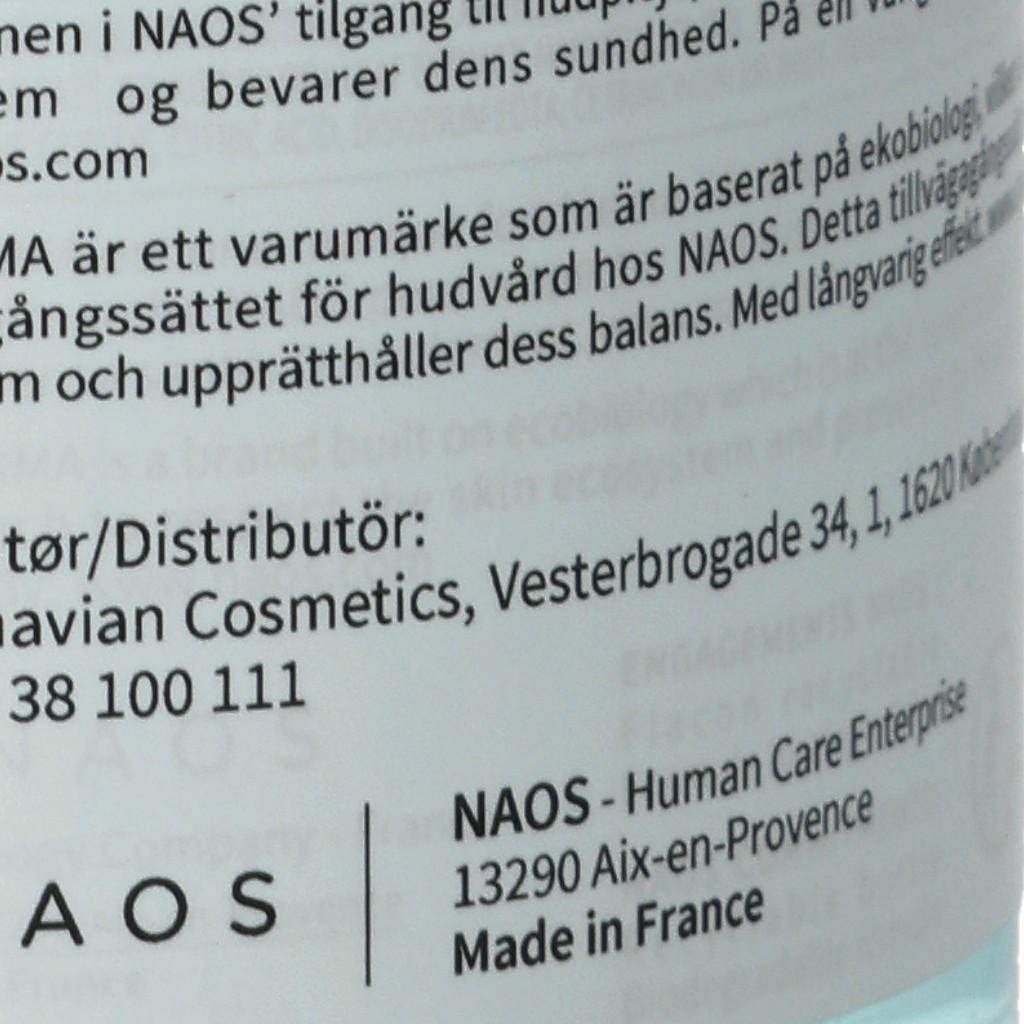 nen i NAOS' tilgang til
em og bevarer dens sundhed. På en
os.com
MA är ett varumärke som är baserat på ekobiologi,
gångssättet för hudvård hos NAOS. Detta
m och upprätthåller dess balans. Med långvarig effekt.
tør/Distributör:
navian Cosmetics, Vesterbrogade 34, 1, 1620
38 100 111
AOS
NAOS - Human Care Enterprise
13290 Aix-en-Provence
Made in France